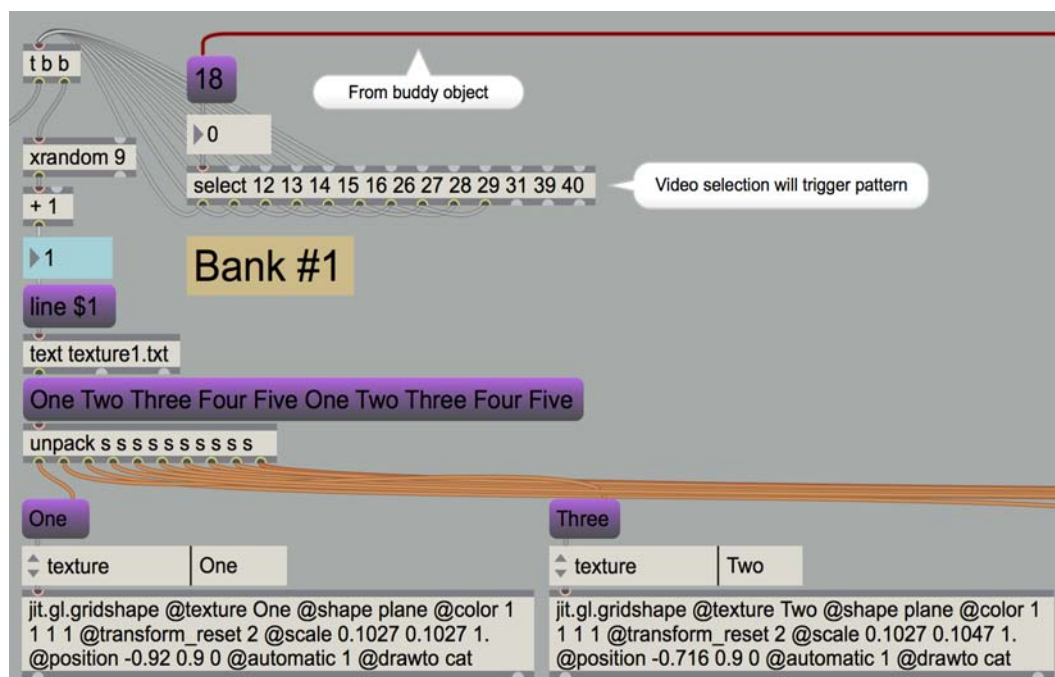 t b b
18
From buddy object
0
xrandom 9
select 12 13 14 15 16 26 27 28 29 31 39 40
Video selection will trigger pattern
+ 1
1
Bank #1
line $1
text texture1.txt
One Two Three Four Five One Two Three Four Five
unpack s s s s s s s s s s
One
texture
One
jit.gl.gridshape @texture One @shape plane @color 1
1 1 1 @transform_reset 2 @scale 0.1027 0.1027 1.
@position -0.92 0.9 0 @automatic 1 @drawto cat
Three
texture
Two
jit.gl.gridshape @texture Two @shape plane @color 1
1 1 1 @transform_reset 2 @scale 0.1027 0.1047 1.
@position -0.716 0.9 0 @automatic 1 @drawto cat